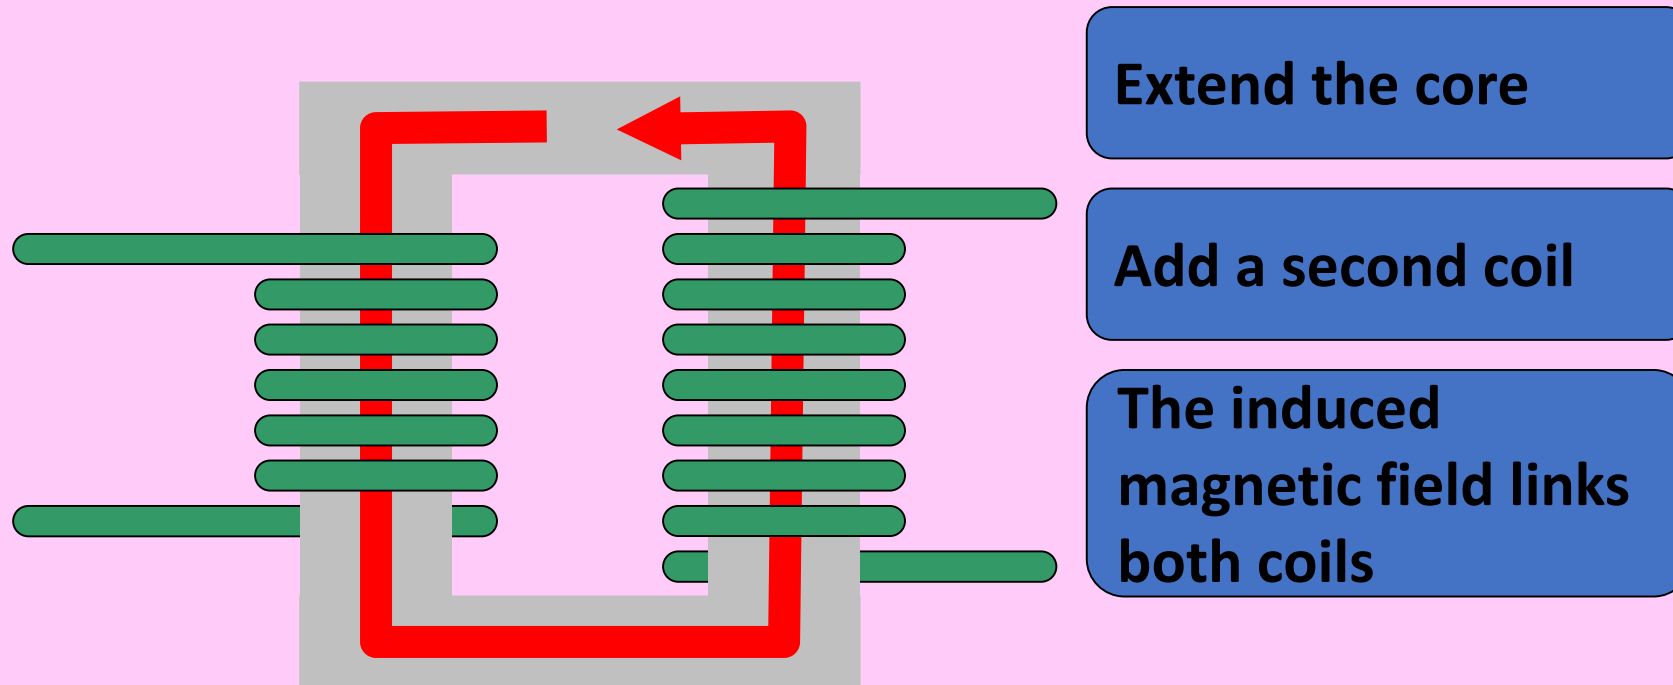 Extend the core
Add a second coil
The induced
magnetic field links
both coils